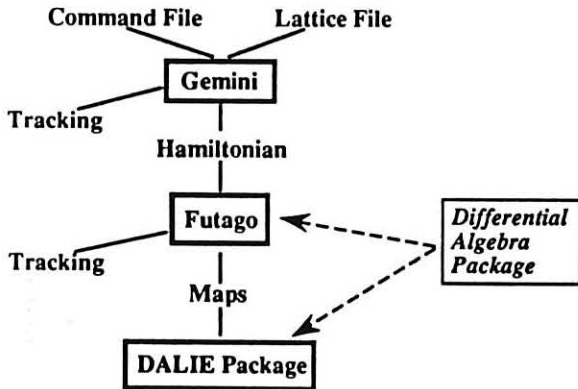 Command File
Lattice File
Gemini
Tracking
Hamiltonian
Futago
Differential
Algebra
Package
Tracking
Maps
DALIE Package